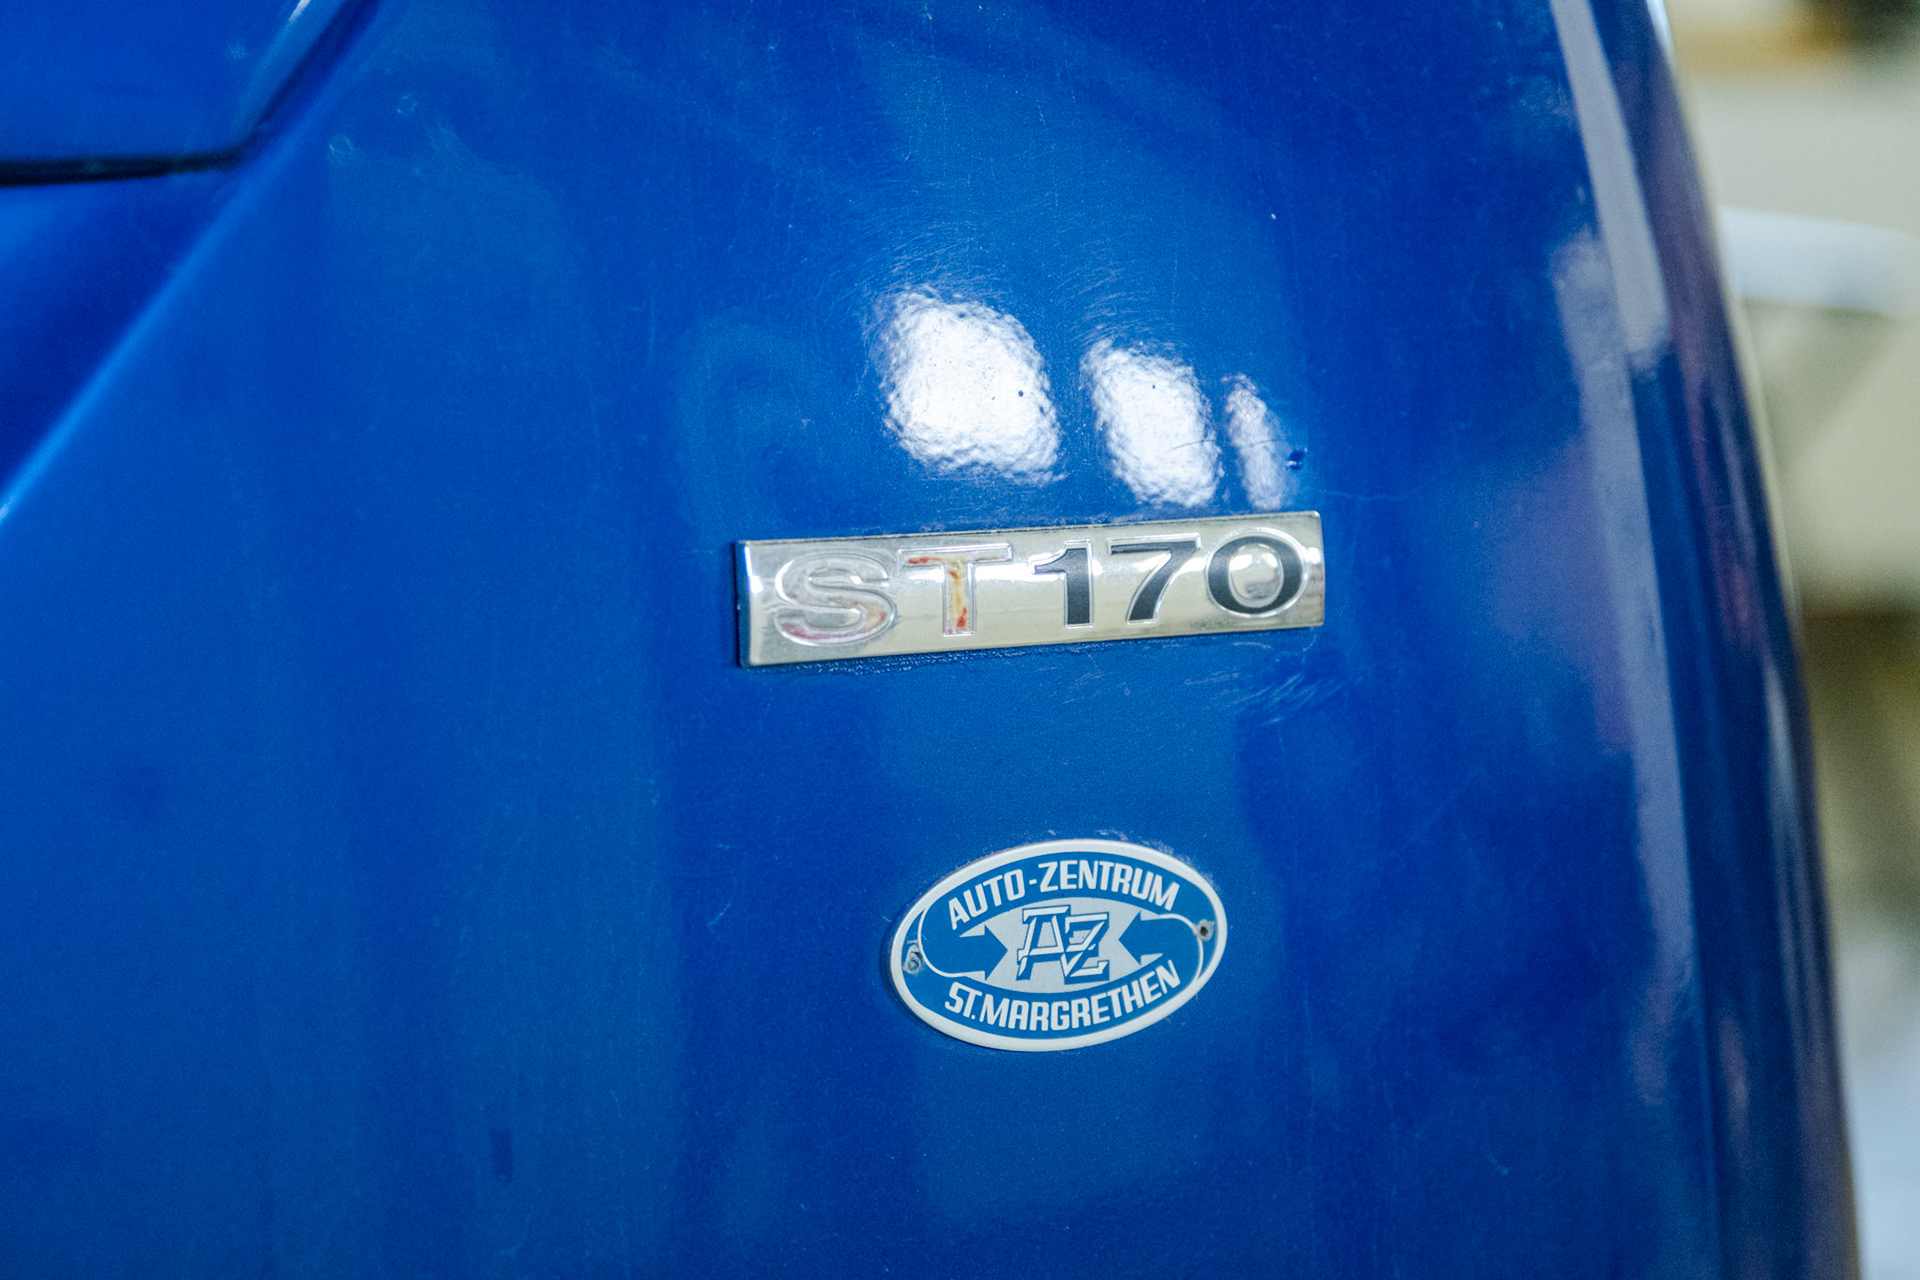 ST170
AUTO-ZENTRUM
AZ
ST. MARGRETHEN